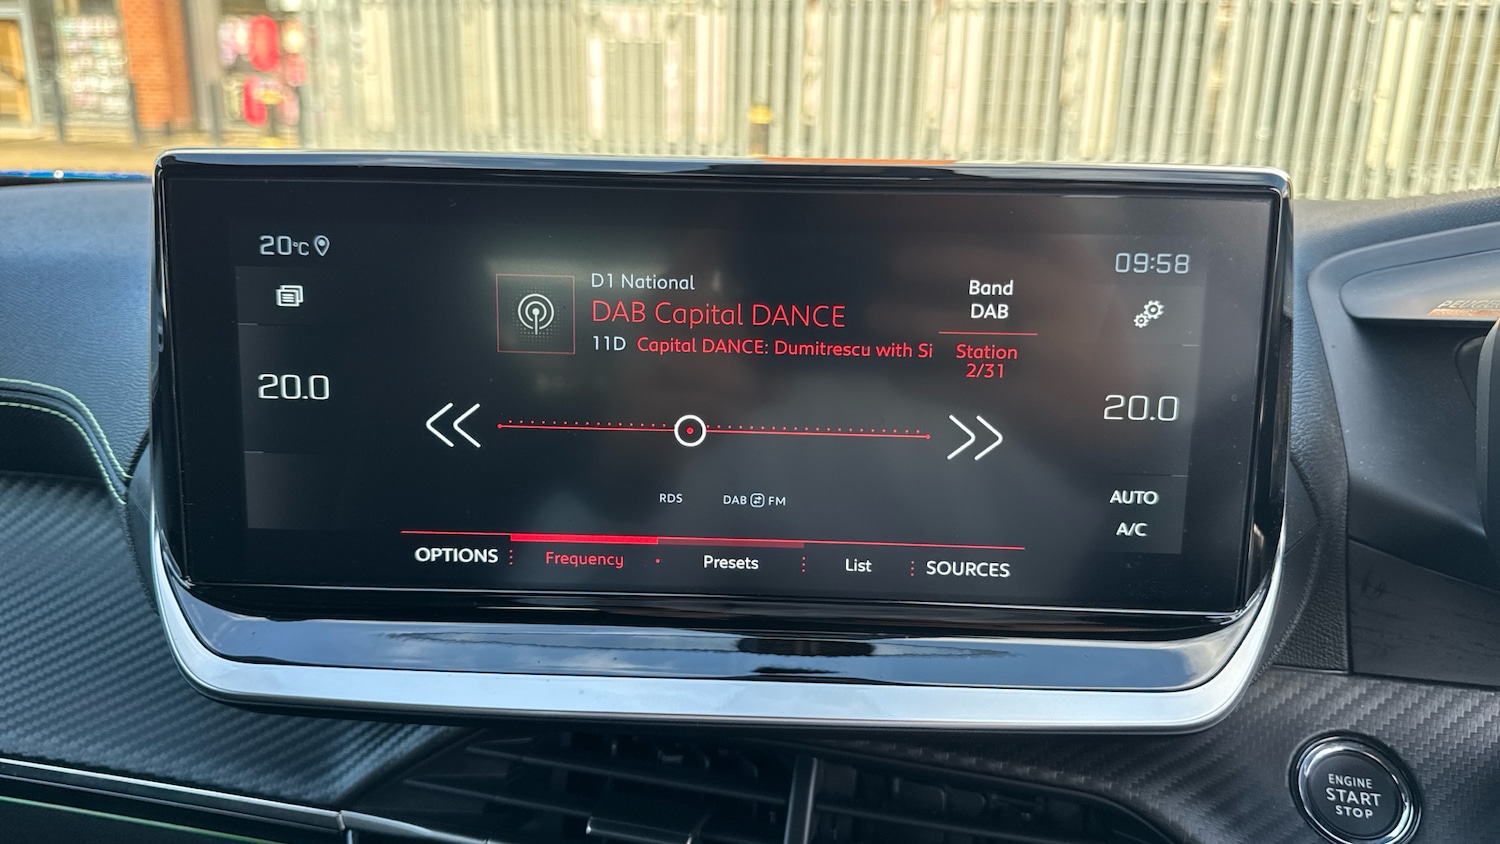 20°C
09:58
D1 National
DAB Capital DANCE
11D Capital DANCE: Dumitrescu with Si
Band
DAB
Station
2/31
20.0
20.0
RDS
DAB FM
AUTO
A/C
OPTIONS Frequency Presets List SOURCES
PEUGEOT
ENGINE
START
STOP